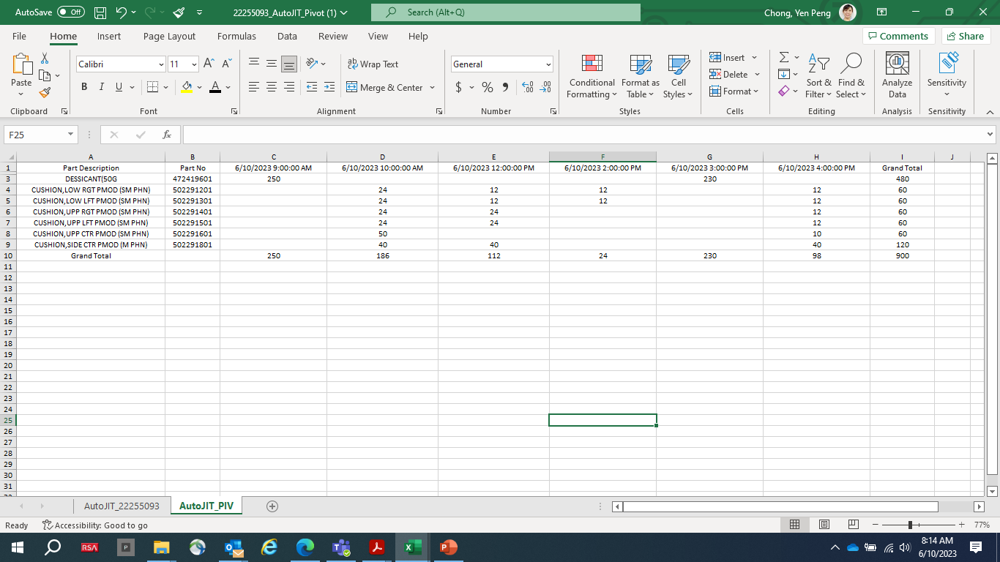 AutoSave Off 22255093_AutoJIT_Pivot (1) Search (Alt+Q) Chong, Yen Peng
File Home Insert Page Layout Formulas Data Review View Help Comments Share
Paste Calibri 11 A^ Aˇ Wrap Text General Conditional Formatting Format as Table Cell Styles Insert Delete Format Sort & Filter Find & Select Analyze Data Sensitivity
B I U A Merge & Center $ % 9
Clipboard Font Alignment Number Styles Cells Editing Analysis Sensitivity
F25 fx
A B C D E F G H I J
1 Part Description Part No 6/10/2023 9:00:00 AM 6/10/2023 10:00:00 AM 6/10/2023 12:00:00 PM 6/10/2023 2:00:00 PM 6/10/2023 3:00:00 PM 6/10/2023 4:00:00 PM Grand Total
3 DESSICANT(50G 472419601 250 230 480
4 CUSHION,LOW RGT PMOD (SM PHN) 502291201 24 12 12 12 60
5 CUSHION,LOW LFT PMOD (SM PHN) 502291301 24 12 12 12 60
6 CUSHION,UPP RGT PMOD (SM PHN) 502291401 24 24 12 60
7 CUSHION,UPP LFT PMOD (SM PHN) 502291501 24 24 12 60
8 CUSHION,UPP CTR PMOD (SM PHN) 502291601 50 10 60
9 CUSHION,SIDE CTR PMOD (M PHN) 502291801 40 40 40 120
10 Grand Total 250 186 112 24 230 98 900
11
12
13
14
15
16
17
18
19
20
21
22
23
24
25
26
27
28
29
30
31
AutoJIT_22255093 AutoJIT_PIV
Ready Accessibility: Good to go 77%
RSA P 8:14 AM
6/10/2023